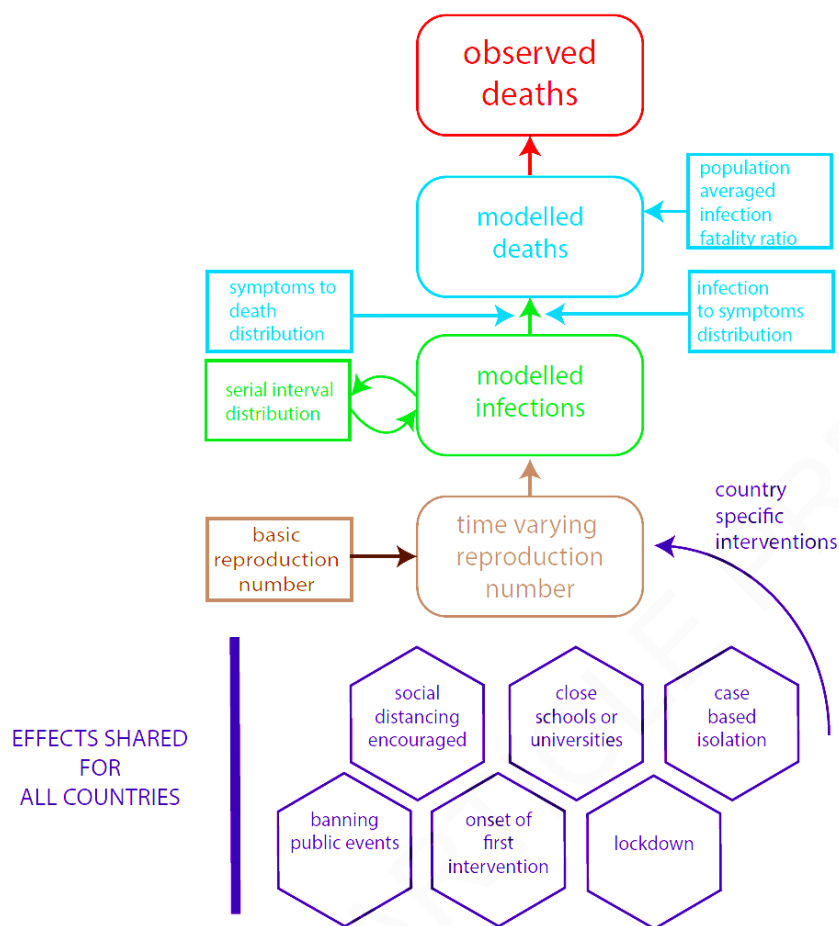 observed
deaths
population
averaged
infection
fatality ratio
modelled
deaths
symptoms to
death
distribution
infection
to symptoms
distribution
serial interval
distribution
modelled
infections
country
specific
interventions
basic
reproduction
number
time varying
reproduction
number
social
distancing
encouraged
close
schools or
universities
case
based
isolation
EFFECTS SHARED
FOR
ALL COUNTRIES
banning
public events
onset of
first
intervention
lockdown